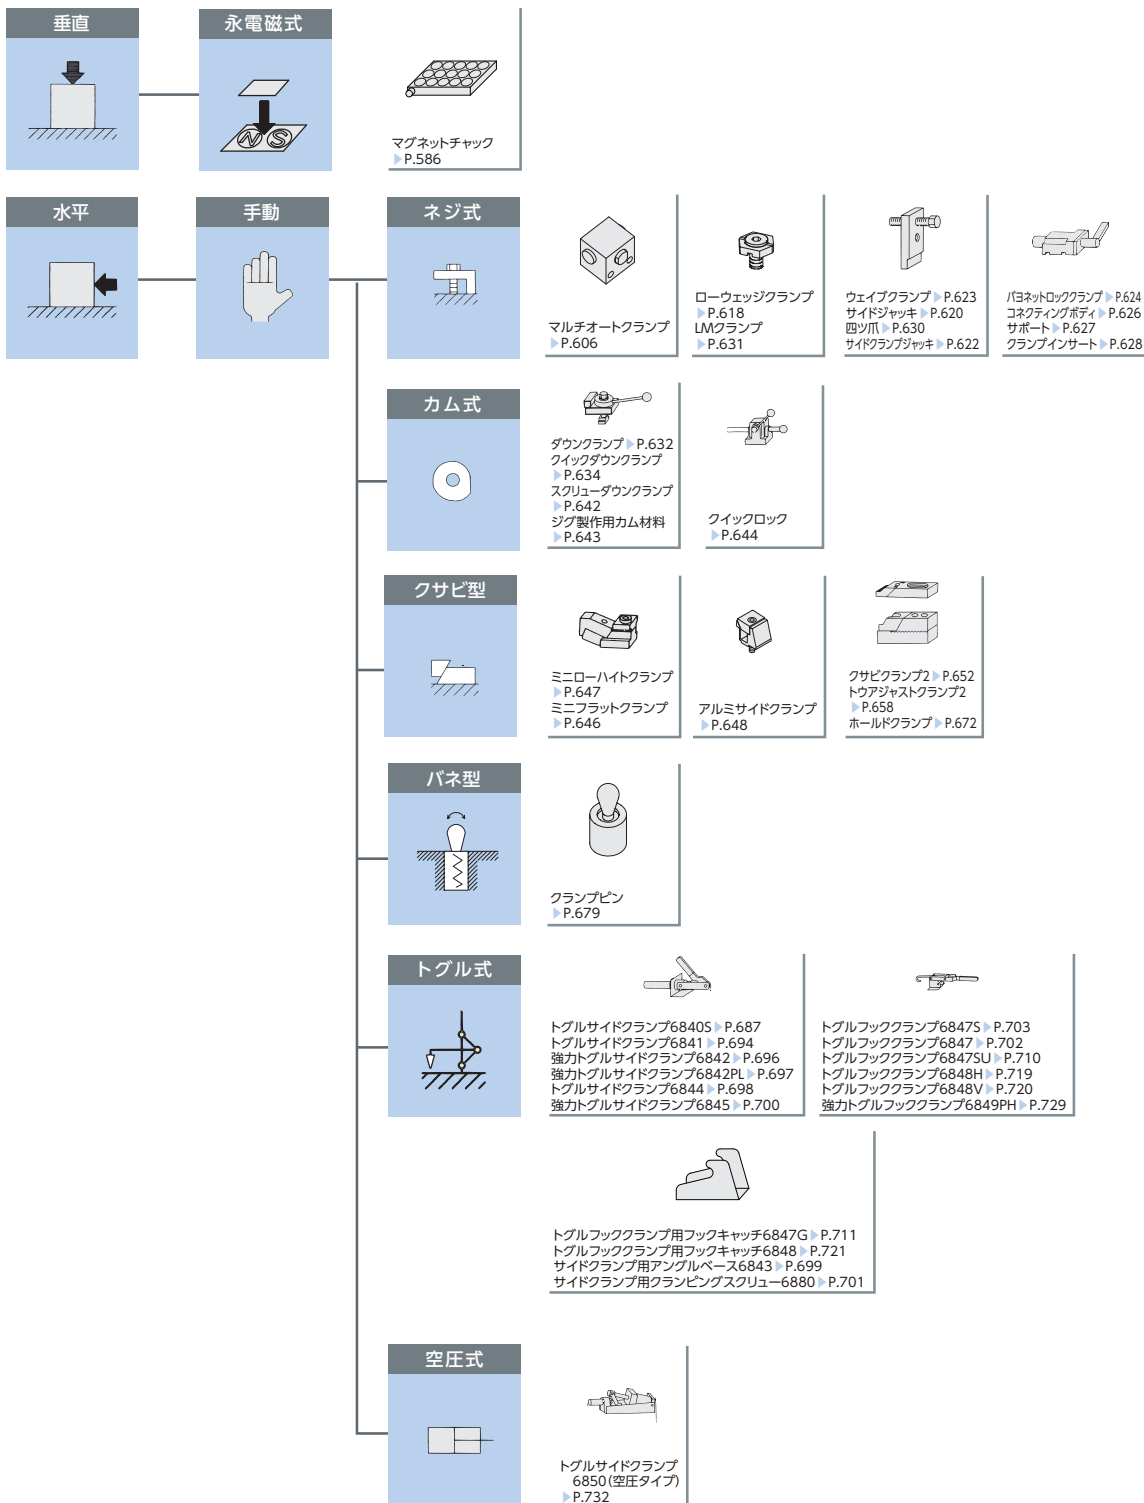 垂直
永電磁式
マグネットチャック
▶P.586
水平
手動
ネジ式
マルチオートクランプ
▶P.606
ローウェッジクランプ
▶P.618
LMクランプ
▶P.631
ウェイブクランプ▶P.623
サイドジャッキ▶P.620
四ツ爪▶P.630
サイドクランプジャッキ▶P.622
バヨネットロッククランプ▶P.624
コネクティングボディ▶P.626
サポート▶P.627
クランプインサート▶P.628
カム式
ダウンクランプ▶P.632
クイックダウンクランプ
▶P.634
スクリューダウンクランプ
▶P.642
ジグ製作用カム材料
▶P.643
クイックロック
▶P.644
クサビ型
ミニローハイトクランプ
▶P.647
ミニフラットクランプ
▶P.646
アルミサイドクランプ
▶P.648
クサビクランプ2▶P.652
トウアジャストクランプ2
▶P.658
ホールドクランプ▶P.672
バネ型
クランプピン
▶P.679
トグル式
トグルサイドクランプ6840S▶P.687
トグルサイドクランプ6841▶P.694
強力トグルサイドクランプ6842▶P.696
強力トグルサイドクランプ6842PL▶P.697
トグルサイドクランプ6844▶P.698
強力トグルサイドクランプ6845▶P.700
トグルフッククランプ6847S▶P.703
トグルフッククランプ6847▶P.702
トグルフッククランプ6847SU▶P.710
トグルフッククランプ6848H▶P.719
トグルフッククランプ6848V▶P.720
強力トグルフッククランプ6849PH▶P.729
トグルフッククランプ用フックキャッチ6847G▶P.711
トグルフッククランプ用フックキャッチ6848▶P.721
サイドクランプ用アングルベース6843▶P.699
サイドクランプ用クランピングスクリュー6880▶P.701
空圧式
トグルサイドクランプ
6850(空圧タイプ)
▶P.732
N S